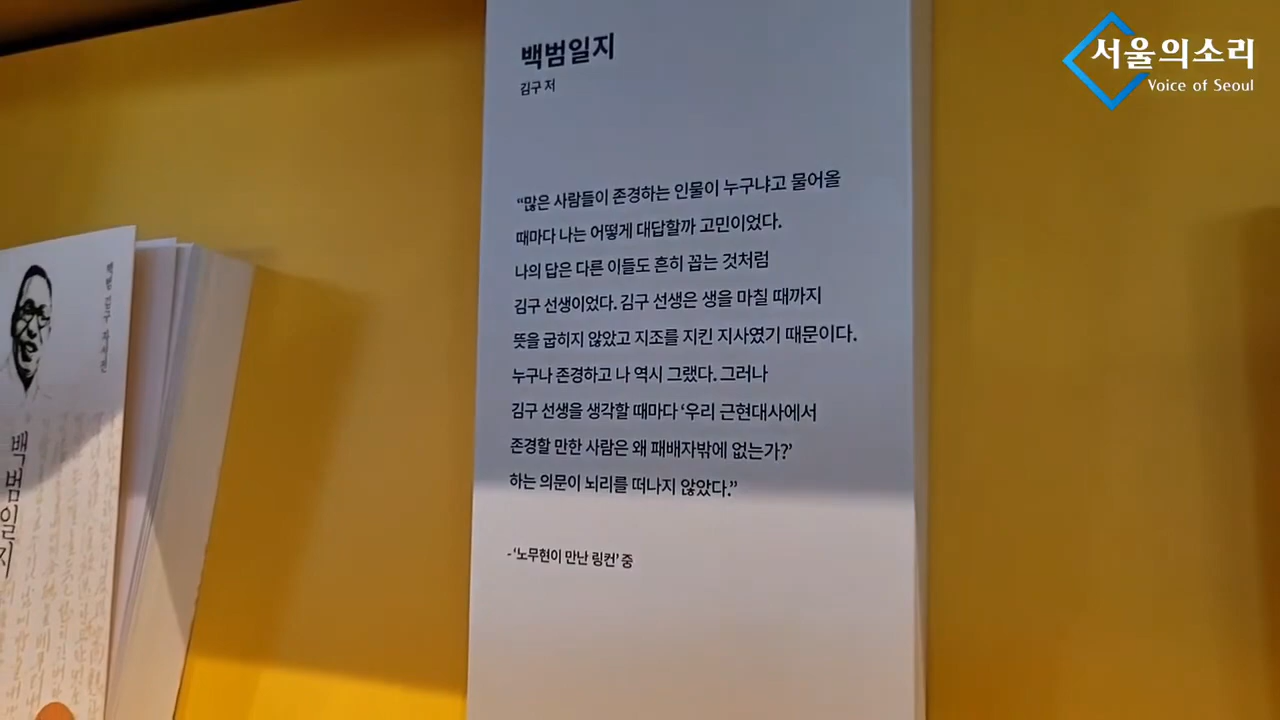 백범일지
김구 저
“많은 사람들이 존경하는 인물이 누구냐고 물어올
때마다 나는 어떻게 대답할까 고민이었다.
나의 답은 다른 이들도 흔히 꼽는 것처럼
김구 선생이었다. 김구 선생은 생을 마칠 때까지
뜻을 굽히지 않았고 지조를 지킨 지사였기 때문이다.
누구나 존경하고 나 역시 그랬다. 그러나
김구 선생을 생각할 때마다 ‘우리 근현대사에서
존경할 만한 사람은 왜 패배자밖에 없는가?’
하는 의문이 뇌리를 떠나지 않았다.”
- ‘노무현이 만난 링컨’ 중
서울의소리
Voice of Seoul
백범일지